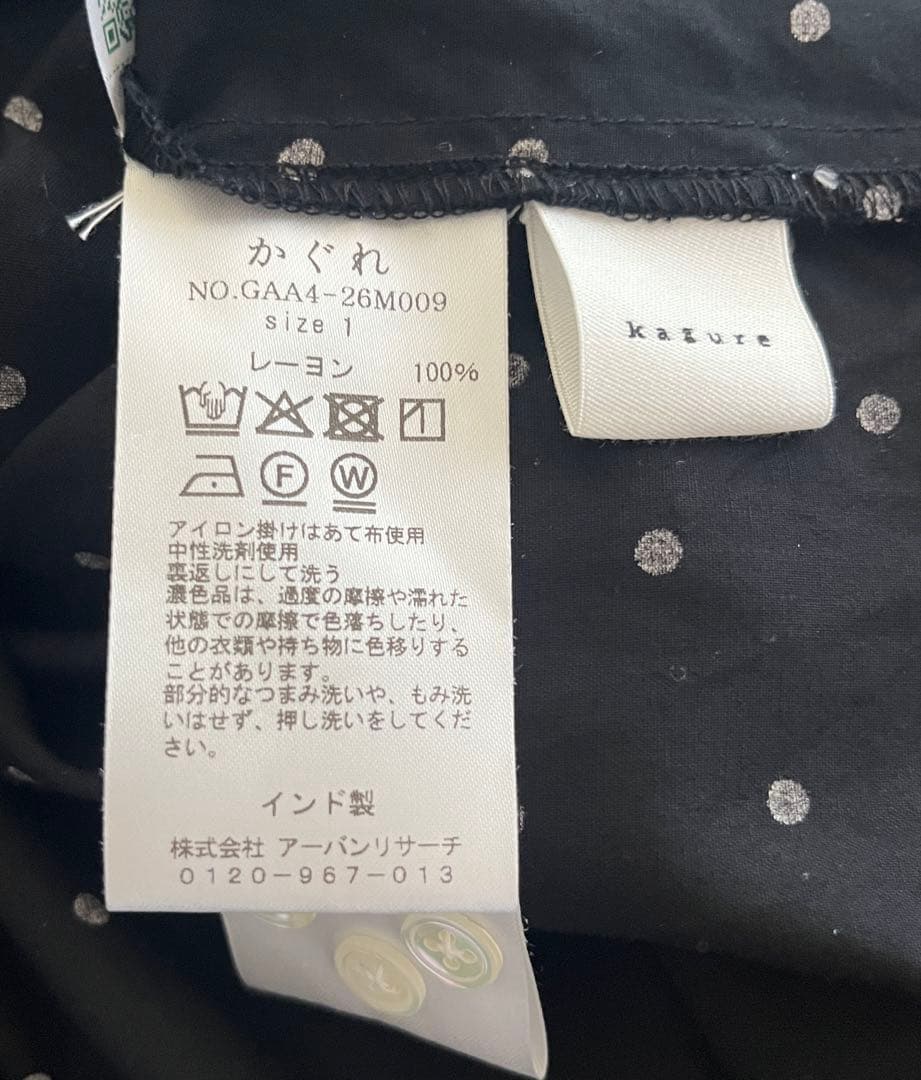 かぐれ
NO.GAA4-26M009
size 1
レーヨン 100%
F W
アイロン掛けはあて布使用
中性洗剤使用
裏返しにして洗う
濃色品は、過度の摩擦や濡れた
状態での摩擦で色落ちしたり、
他の衣類や持ち物に色移りする
ことがあります。
部分的なつまみ洗いや、もみ洗
いはせず、押し洗いをしてくだ
さい。
インド製
株式会社 アーバンリサーチ
0120-967-013
kagure